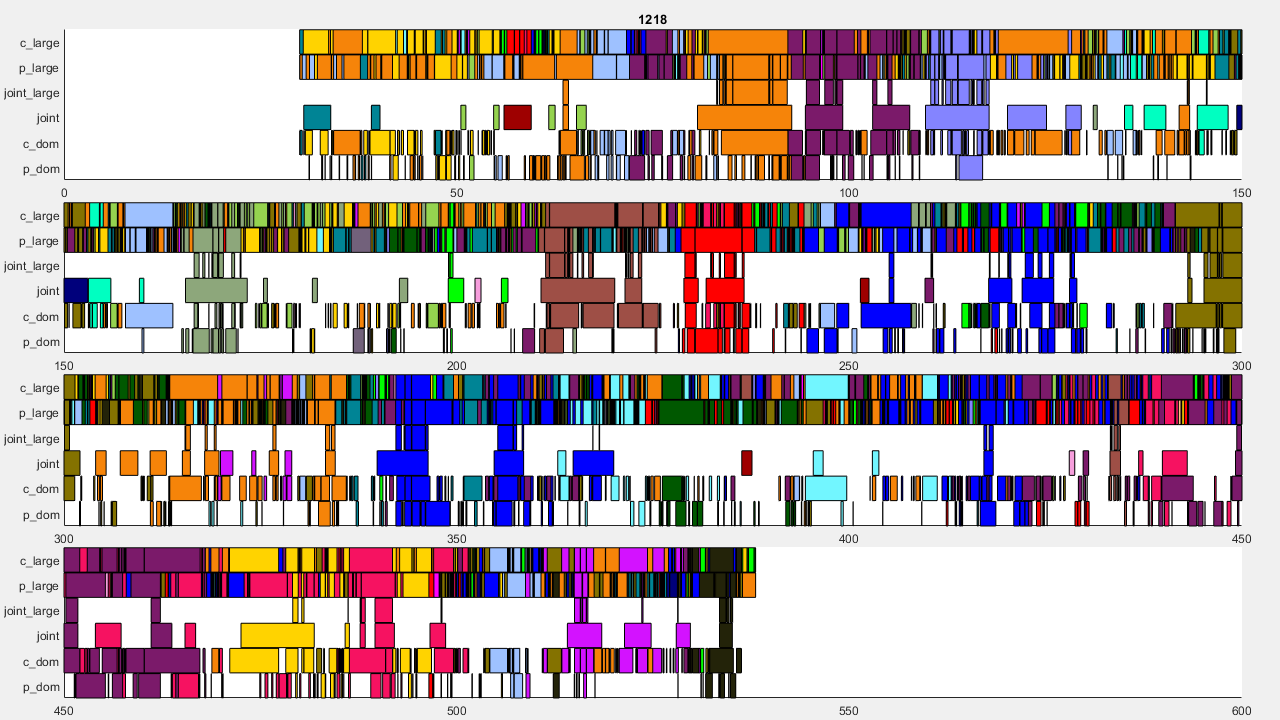 1218
c_large
p_large
joint_large
joint
c_dom
p_dom
0 50 100 150
c_large
p_large
joint_large
joint
c_dom
p_dom
150 200 250 300
c_large
p_large
joint_large
joint
c_dom
p_dom
300 350 400 450
c_large
p_large
joint_large
joint
c_dom
p_dom
450 500 550 600